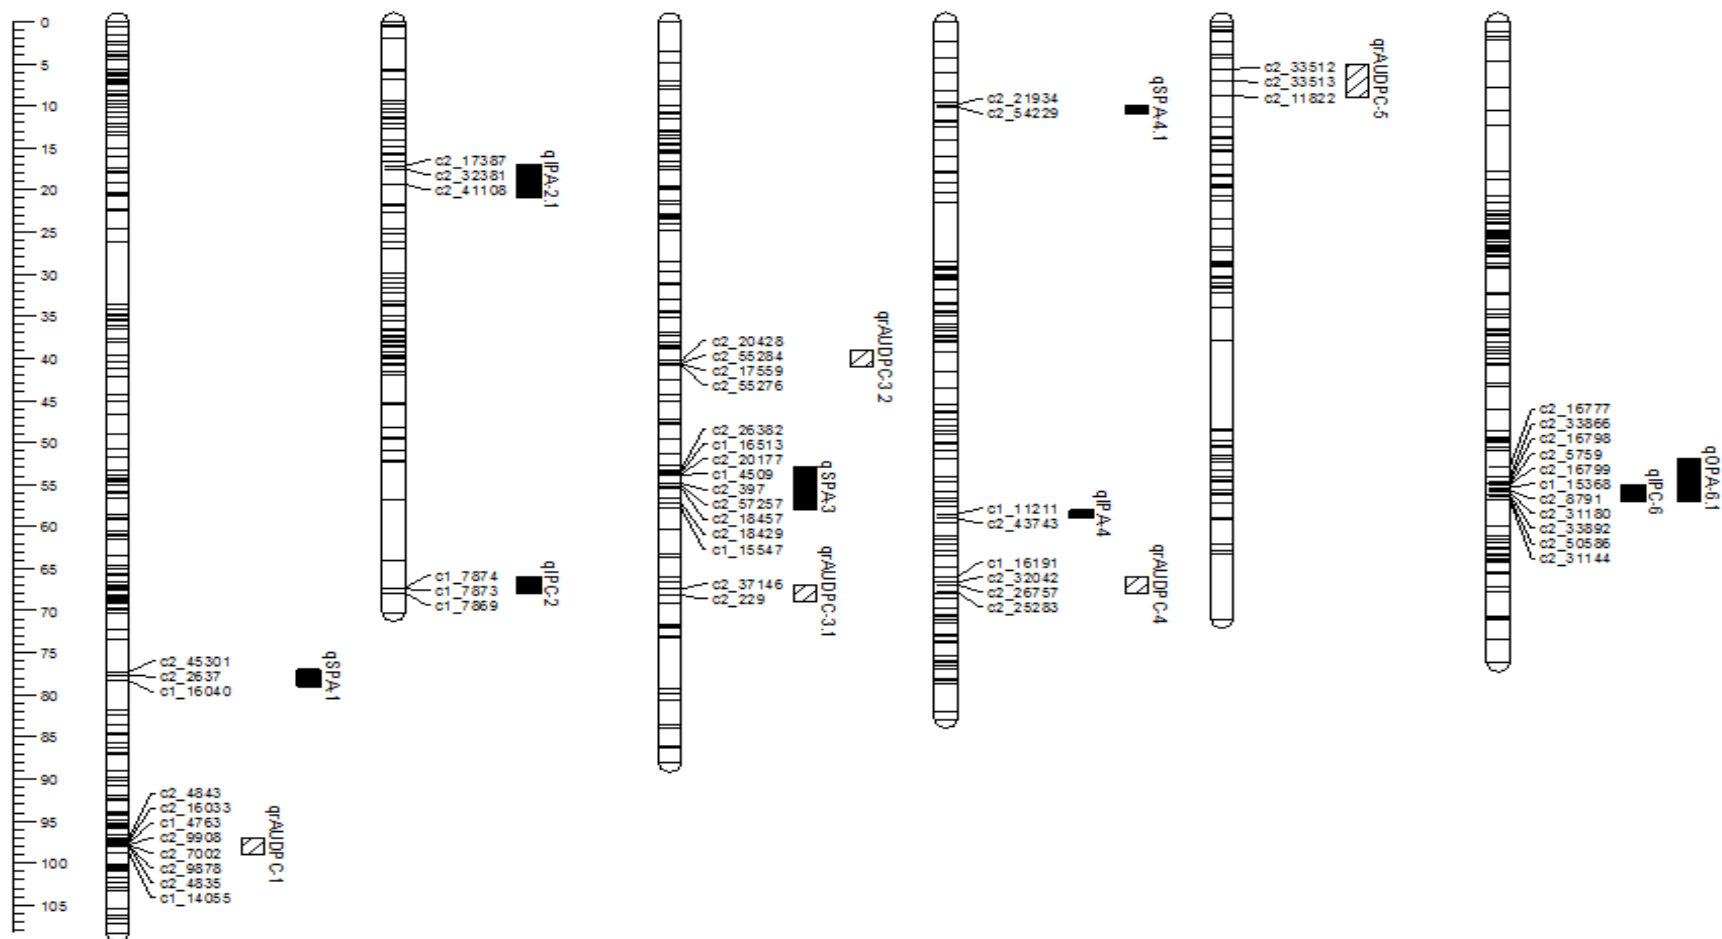 0
5
10
15
20
25
30
35
40
45
50
55
60
65
70
75
80
85
90
95
100
105
c2_45301
c2_2637
c1_16040
qSPA-1
c2_4843
c2_16033
c1_4763
c2_9908
c2_7002
c2_9878
c2_4835
c1_14055
qrAUDPC-1
c2_17387
c2_32381
c2_41108
qIPA-2.1
c1_7874
c1_7873
c1_7869
qIPC-2
c2_20428
c2_55284
c2_17559
c2_55276
qrAUDPC-3.2
c2_26382
c1_16513
c2_20177
c1_4509
c2_397
c2_57257
c2_18457
c2_18429
c1_15547
qSPA-3
c2_37146
c2_229
qrAUDPC-3.1
c2_21934
c2_54229
qSPA-4.1
c1_11211
c2_43743
qIPA-4
c1_16191
c2_32042
c2_26757
c2_25283
qrAUDPC-4
c2_33512
c2_33513
c2_11822
qrAUDPC-5
c2_16777
c2_33866
c2_16798
c2_5759
c2_16799
c1_15368
c2_8791
c2_31180
c2_33892
c2_50586
c2_31144
qIPC-6
qOPA-6.1